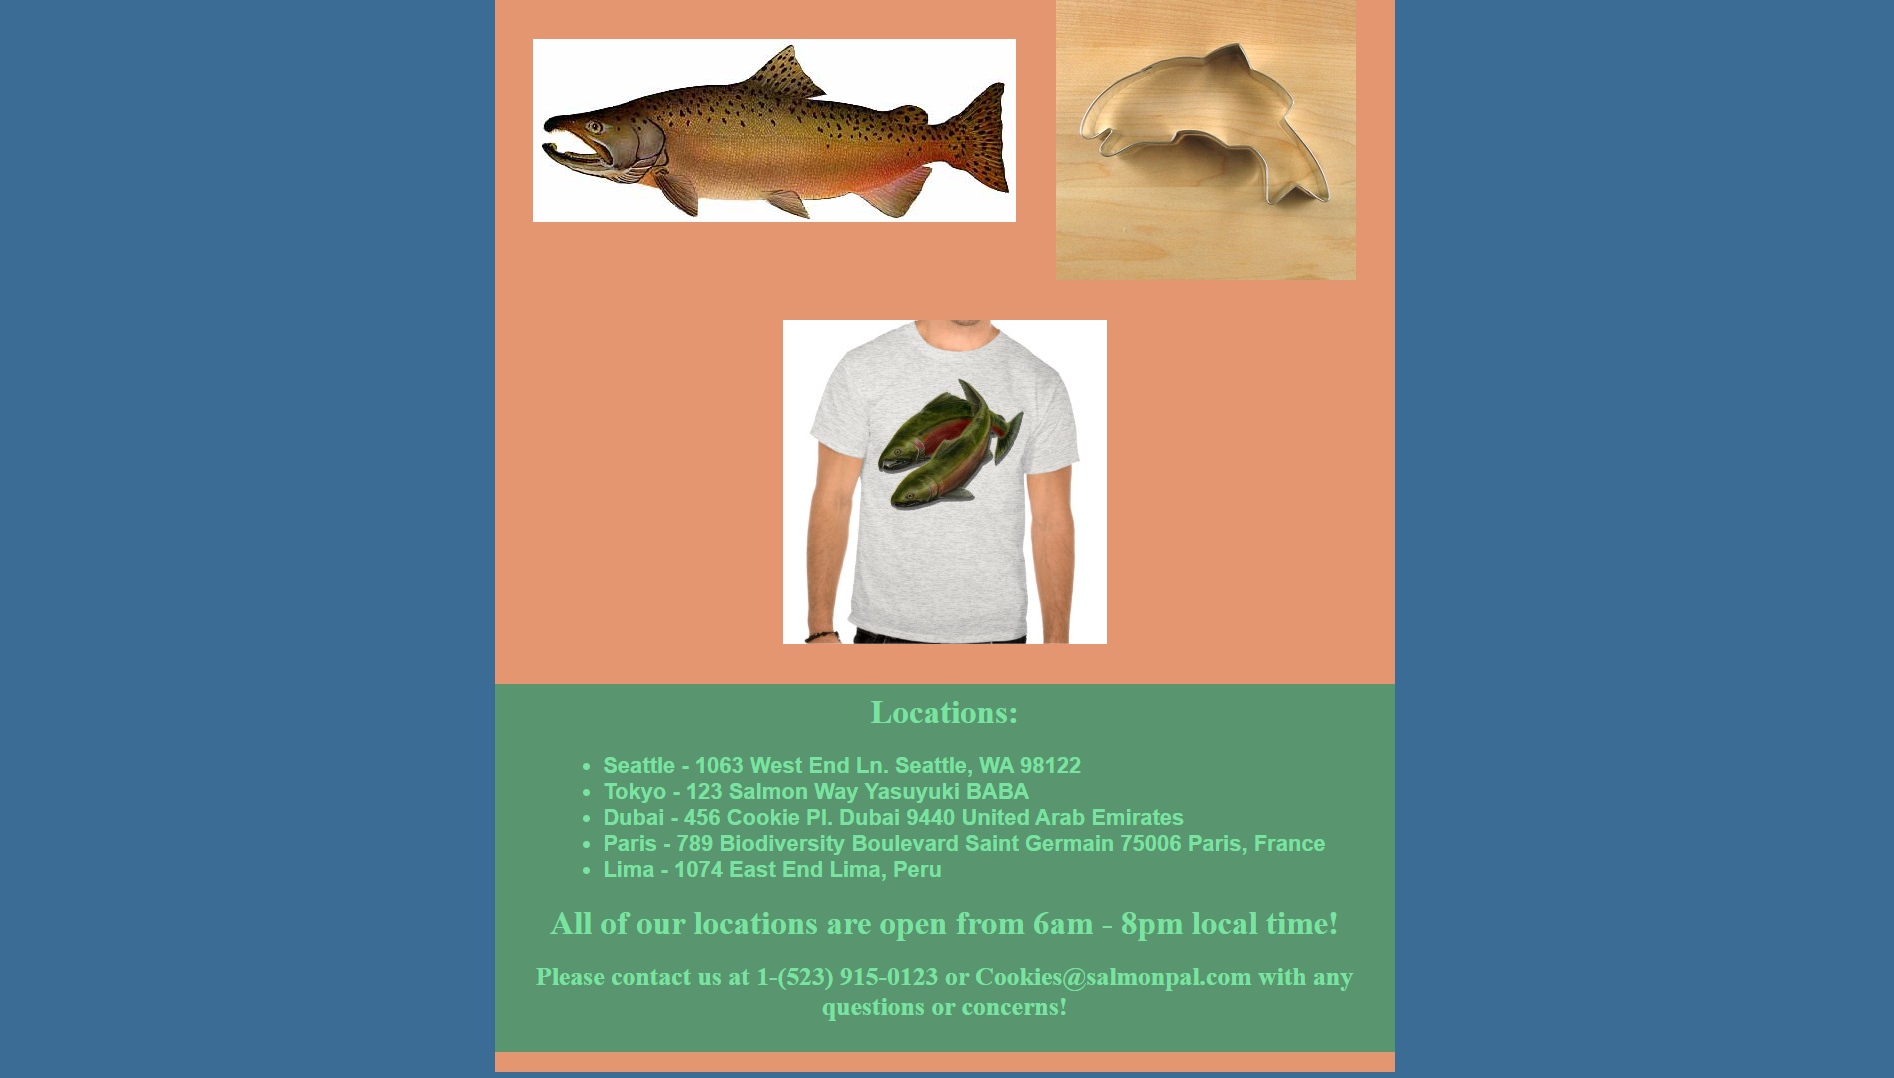 Locations:
• Seattle - 1063 West End Ln. Seattle, WA 98122
• Tokyo - 123 Salmon Way Yasuyuki BABA
• Dubai - 456 Cookie Pl. Dubai 9440 United Arab Emirates
• Paris - 789 Biodiversity Boulevard Saint Germain 75006 Paris, France
• Lima - 1074 East End Lima, Peru
All of our locations are open from 6am - 8pm local time!
Please contact us at 1-(523) 915-0123 or Cookies@salmonpal.com with any
questions or concerns!